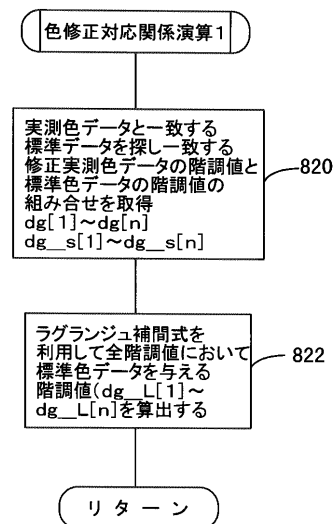 色修正対応関係演算1
実測色データと一致する
標準データを探し一致する
修正実測色データの階調値と
標準色データの階調値の
組み合せを取得
dg[1]~dg[n]
dg__s[1]~dg__s[n]
820
ラグランジュ補間式を
利用して全階調値において
標準色データを与える
階調値(dg__L[1]~
dg__L[n]を算出する
822
リターン